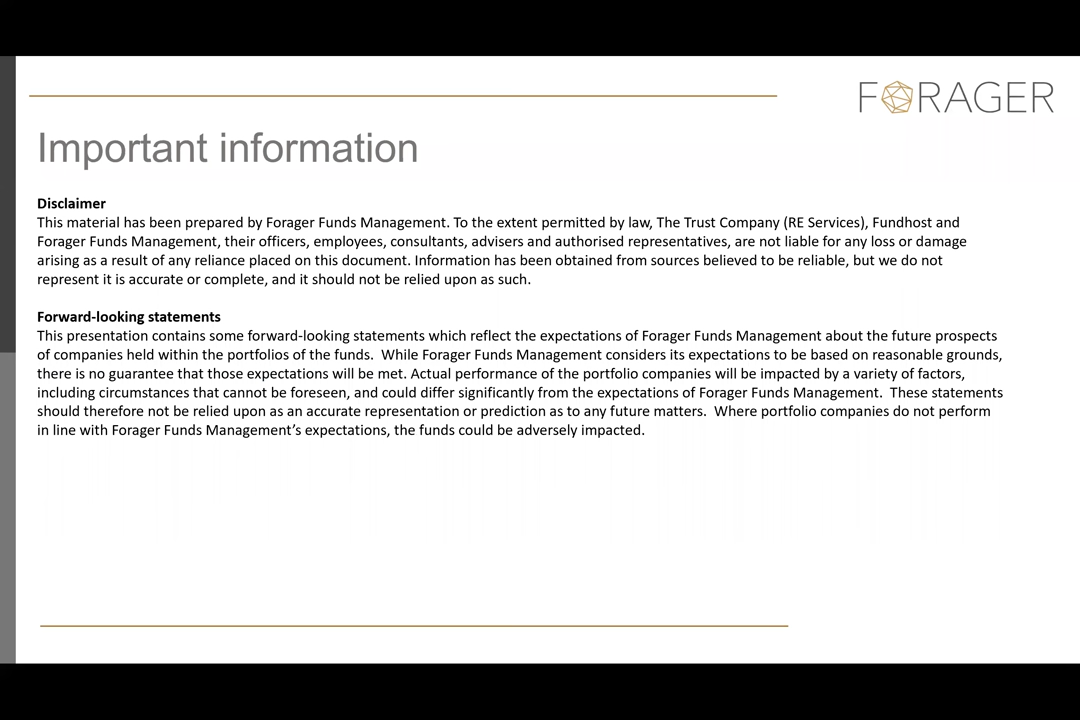 FORAGER
Important information
Disclaimer
This material has been prepared by Forager Funds Management. To the extent permitted by law, The Trust Company (RE Services), Fundhost and
Forager Funds Management, their officers, employees, consultants, advisers and authorised representatives, are not liable for any loss or damage
arising as a result of any reliance placed on this document. Information has been obtained from sources believed to be reliable, but we do not
represent it is accurate or complete, and it should not be relied upon as such.
Forward-looking statements
This presentation contains some forward-looking statements which reflect the expectations of Forager Funds Management about the future prospects
of companies held within the portfolios of the funds.  While Forager Funds Management considers its expectations to be based on reasonable grounds,
there is no guarantee that those expectations will be met. Actual performance of the portfolio companies will be impacted by a variety of factors,
including circumstances that cannot be foreseen, and could differ significantly from the expectations of Forager Funds Management.  These statements
should therefore not be relied upon as an accurate representation or prediction as to any future matters.  Where portfolio companies do not perform
in line with Forager Funds Management’s expectations, the funds could be adversely impacted.